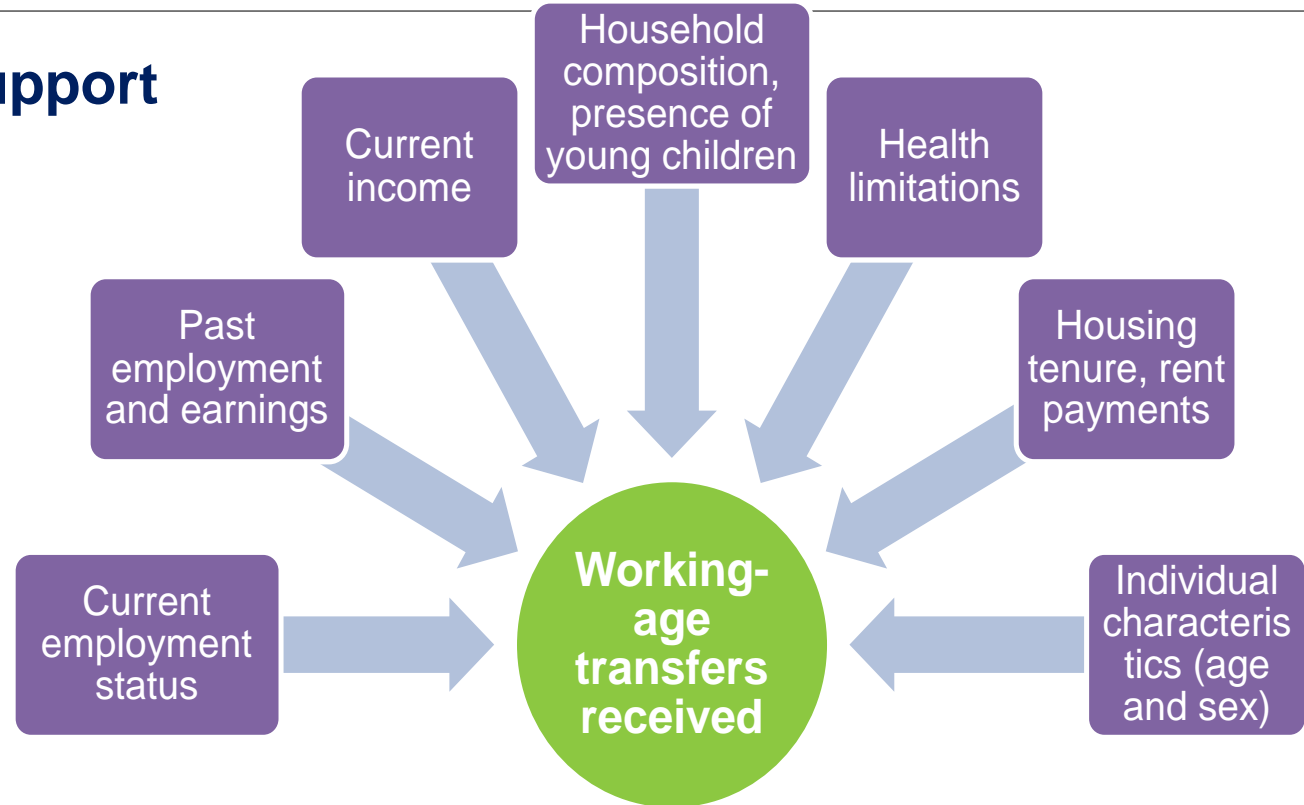 upport
Household
composition,
presence of
young children
Current
income
Health
limitations
Past
employment
and earnings
Housing
tenure, rent
payments
Current
employment
status
Working-
age
transfers
received
Individual
characteris
tics (age
and sex)